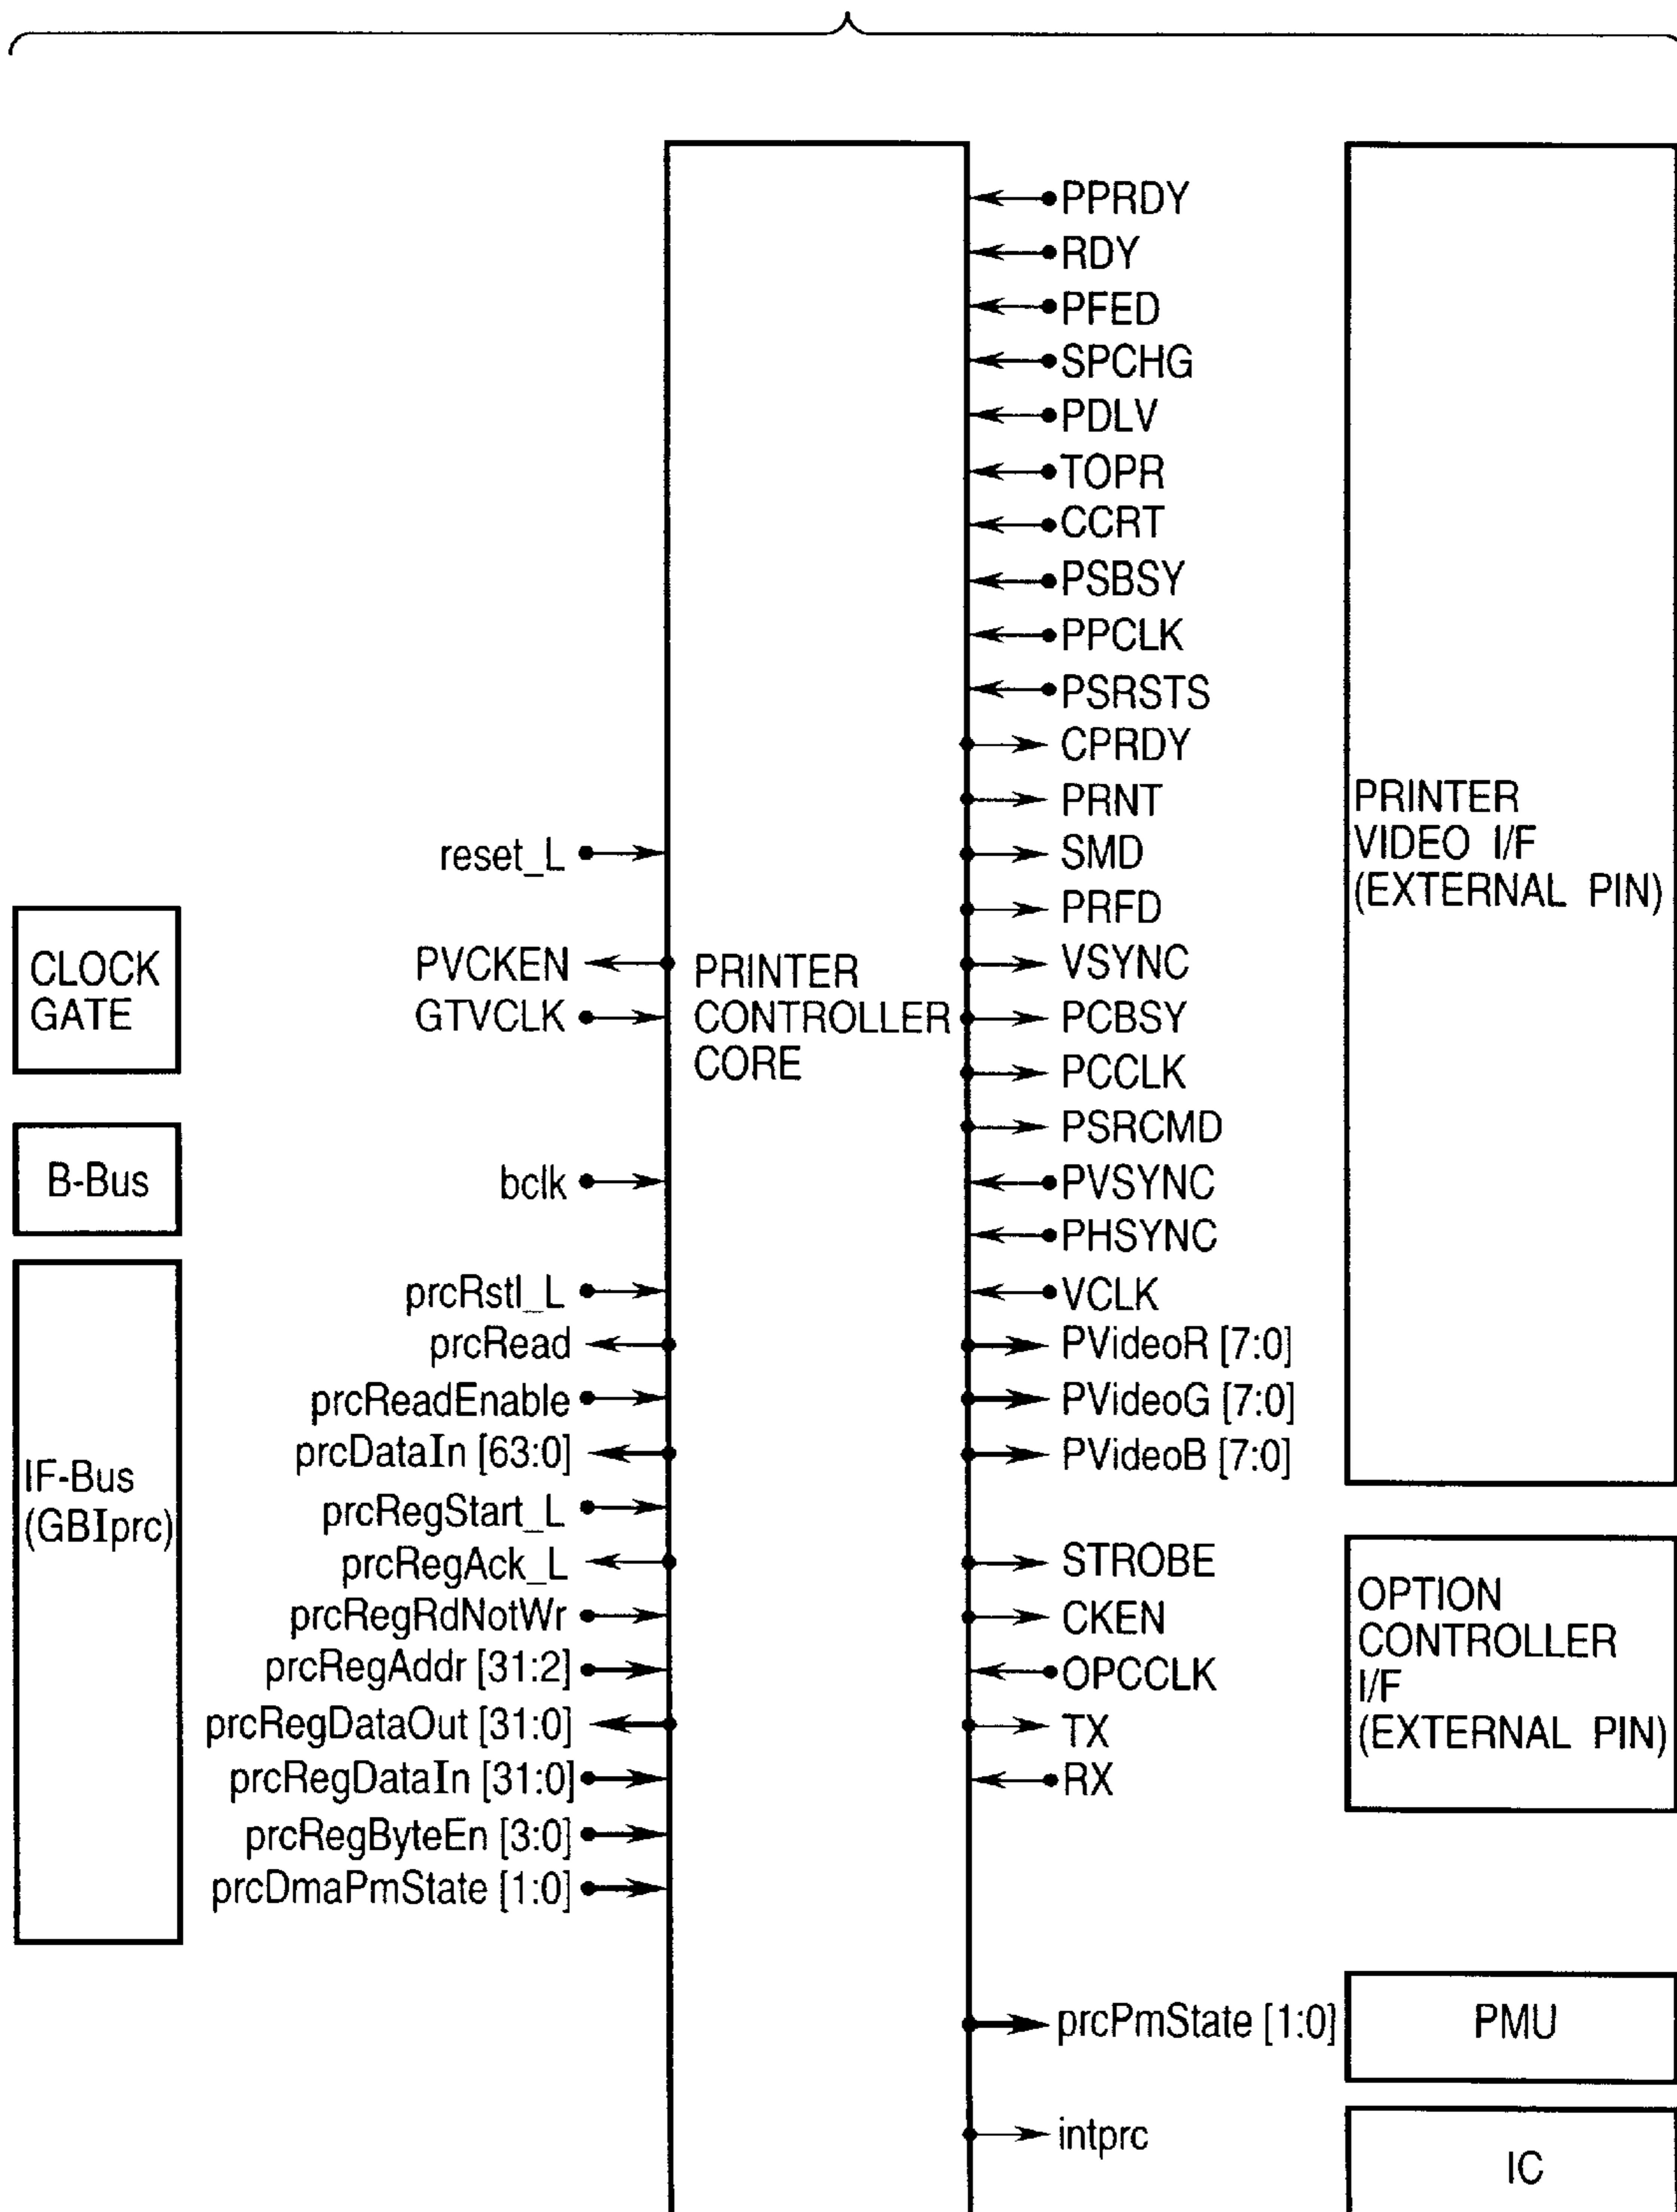 PPRDY
RDY
PFED
SPCHG
PDLV
TOPR
CCRT
PSBSY
PPCLK
PSRSTS
CPRDY
PRNT
SMD
PRFD
VSYNC
PCBSY
PCCLK
PSRCMD
PVSYNC
PHSYNC
VCLK
PVideoR [7:0]
PVideoG [7:0]
PVideoB [7:0]
PRINTER
VIDEO I/F
(EXTERNAL PIN)
reset_L
CLOCK
GATE
PVCKEN
GTVCLK
PRINTER
CONTROLLER
CORE
B-Bus
bclk
IF-Bus
(GBIprc)
prcRstl_L
prcRead
prcReadEnable
prcDataIn [63:0]
prcRegStart_L
prcRegAck_L
prcRegRdNotWr
prcRegAddr [31:2]
prcRegDataOut [31:0]
prcRegDataIn [31:0]
prcRegByteEn [3:0]
prcDmaPmState [1:0]
STROBE
CKEN
OPCCLK
TX
RX
OPTION
CONTROLLER
I/F
(EXTERNAL PIN)
prcPmState [1:0]
PMU
intprc
IC